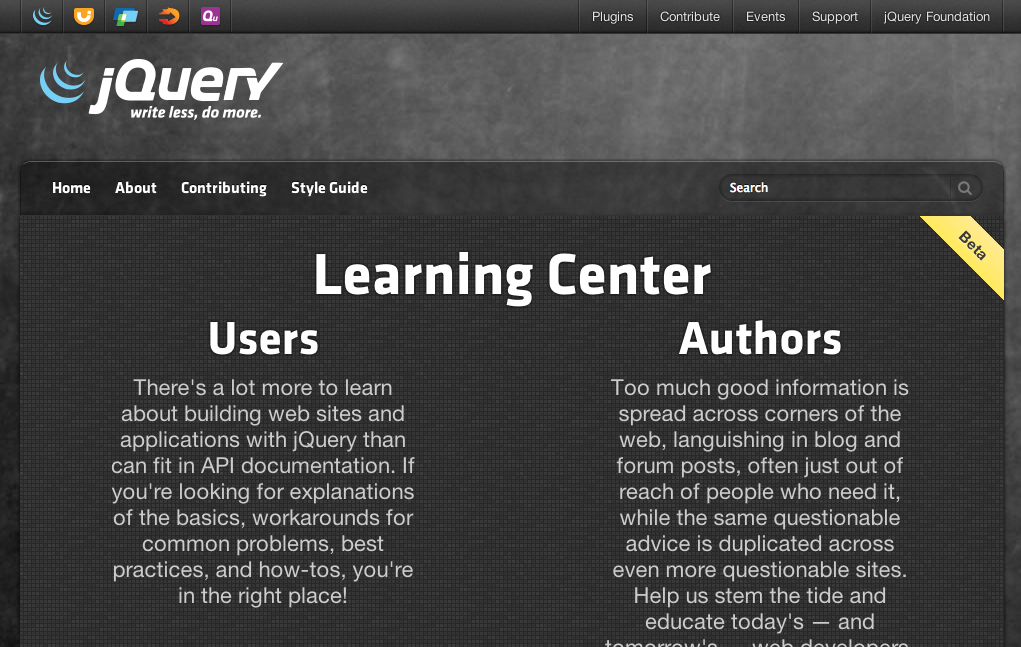 Qu
Plugins Contribute Events Support jQuery Foundation
jQuery
write less, do more.
Home About Contributing Style Guide Search
Beta
Learning Center
Users
There's a lot more to learn
about building web sites and
applications with jQuery than
can fit in API documentation. If
you're looking for explanations
of the basics, workarounds for
common problems, best
practices, and how-tos, you're
in the right place!
Authors
Too much good information is
spread across corners of the
web, languishing in blog and
forum posts, often just out of
reach of people who need it,
while the same questionable
advice is duplicated across
even more questionable sites.
Help us stem the tide and
educate today's — and
tomorrow's — web developers